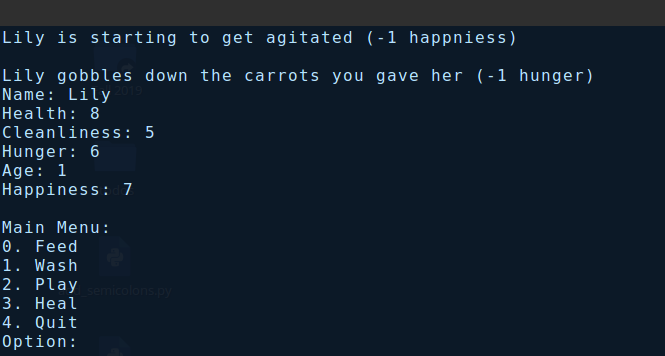 Lily is starting to get agitated (-1 happniess)
Lily gobbles down the carrots you gave her (-1 hunger)
Name: Lily
Health: 8
Cleanliness: 5
Hunger: 6
Age: 1
Happiness: 7
Main Menu:
0. Feed
1. Wash
2. Play
3. Heal
4. Quit
Option: